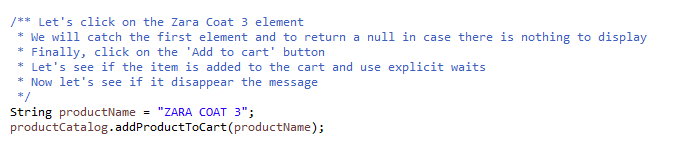 /** Let's click on the Zara Coat 3 element
* We will catch the first element and to return a null in case there is nothing to display
* Finally, click on the 'Add to cart' button
* Let's see if the item is added to the cart and use explicit waits
* Now let's see if it disappear the message
*/
String productName = "ZARA COAT 3";
productCatalog.addProductToCart(productName);